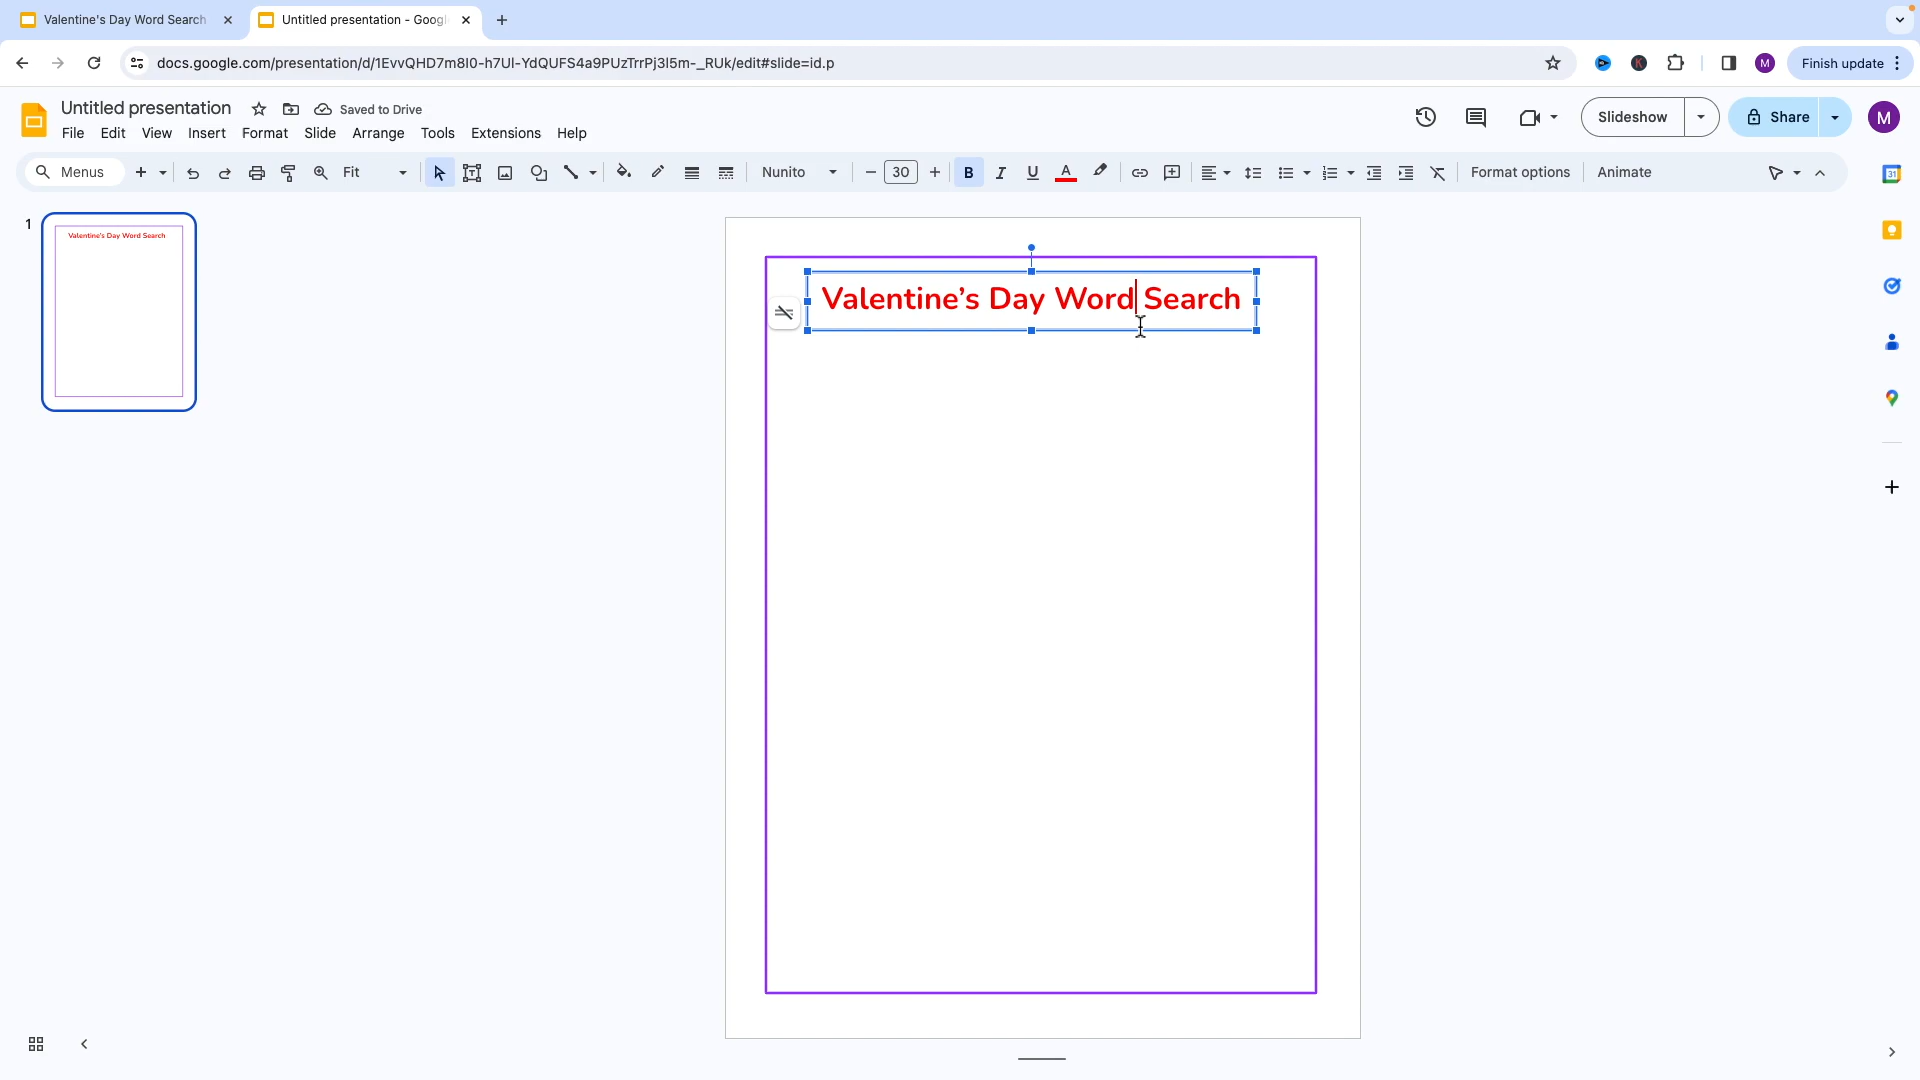 Valentine's Day Word Search
Untitled presentation - Googl
docs.google.com/presentation/d/1EvvQHD7m8I0-h7Ul-YdQUFS4a9PUzTrrPj3l5m-_RUk/edit#slide=id.p
M
Finish update
Untitled presentation
Saved to Drive
File Edit View Insert Format Slide Arrange Tools Extensions Help
Slideshow
Share
M
Menus
Fit
Nunito
30
B
I
U
A
Format options
Animate
31
1
Valentine's Day Word Search
Valentine’s Day Word Search